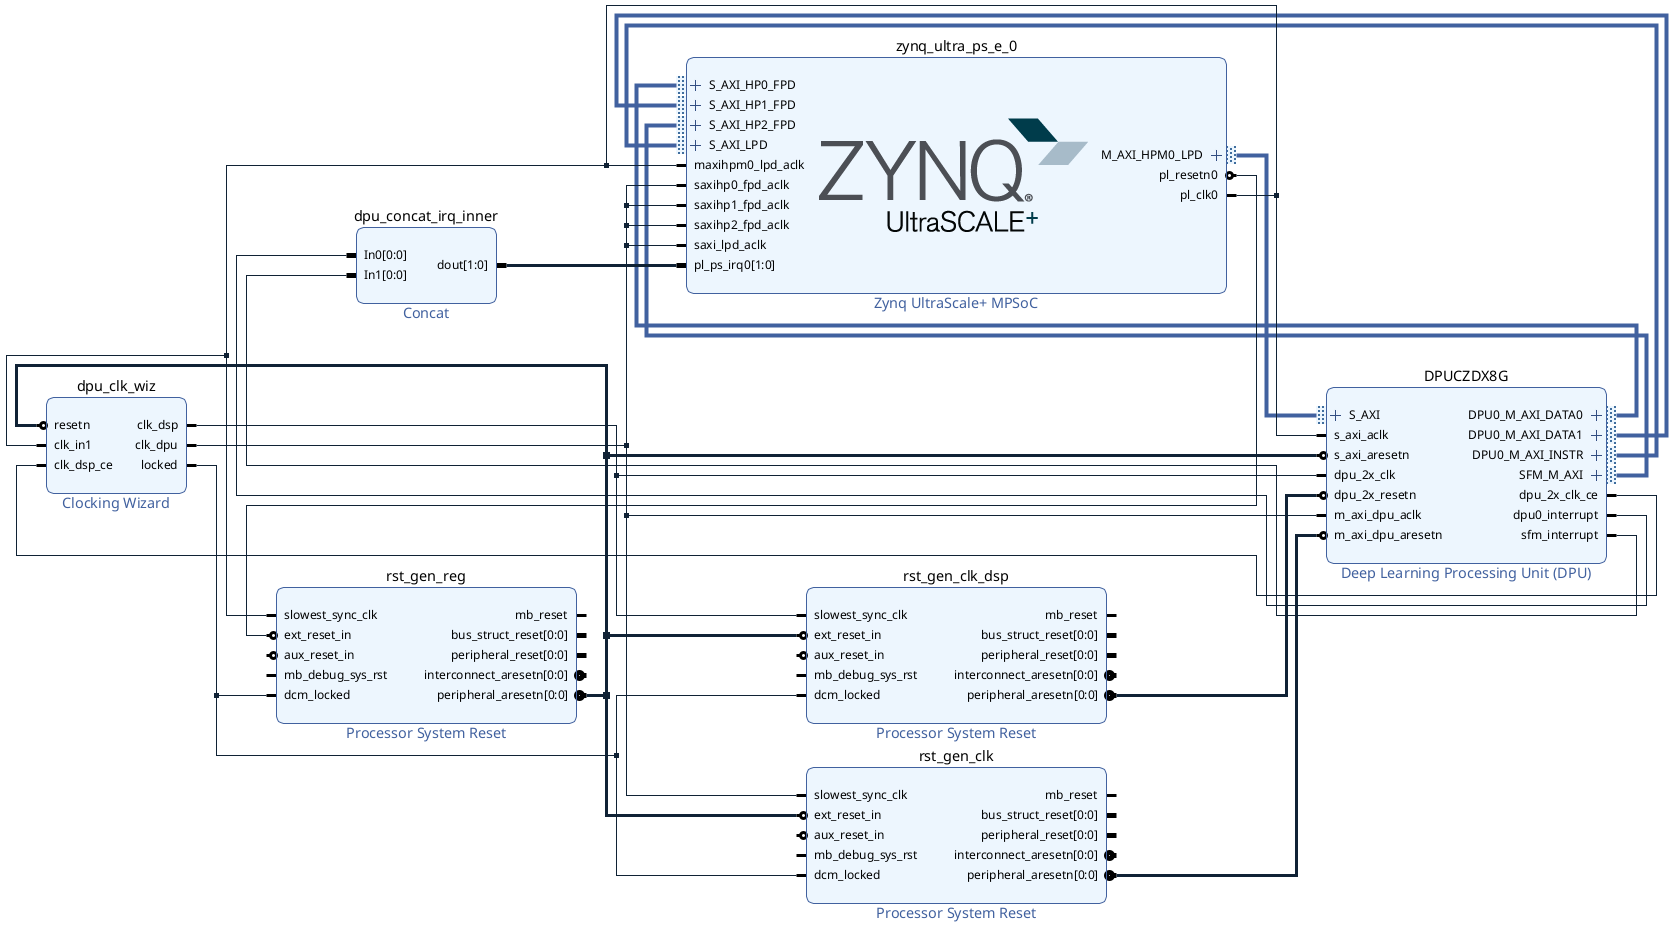 zynq_ultra_ps_e_0
S_AXI_HP0_FPD
S_AXI_HP1_FPD
S_AXI_HP2_FPD
S_AXI_LPD
maxihpm0_lpd_aclk
saxihp0_fpd_aclk
saxihp1_fpd_aclk
saxihp2_fpd_aclk
saxi_lpd_aclk
pl_ps_irq0[1:0]
ZYNQ®
UltraSCALE+
M_AXI_HPM0_LPD
pl_resetn0
pl_clk0
Zynq UltraScale+ MPSoC
dpu_concat_irq_inner
In0[0:0]
In1[0:0]
dout[1:0]
Concat
dpu_clk_wiz
resetn
clk_in1
clk_dsp_ce
clk_dsp
clk_dpu
locked
Clocking Wizard
DPUCZDX8G
S_AXI
s_axi_aclk
s_axi_aresetn
dpu_2x_clk
dpu_2x_resetn
m_axi_dpu_aclk
m_axi_dpu_aresetn
DPU0_M_AXI_DATA0
DPU0_M_AXI_DATA1
DPU0_M_AXI_INSTR
SFM_M_AXI
dpu_2x_clk_ce
dpu0_interrupt
sfm_interrupt
Deep Learning Processing Unit (DPU)
rst_gen_reg
slowest_sync_clk
ext_reset_in
aux_reset_in
mb_debug_sys_rst
dcm_locked
mb_reset
bus_struct_reset[0:0]
peripheral_reset[0:0]
interconnect_aresetn[0:0]
peripheral_aresetn[0:0]
Processor System Reset
rst_gen_clk_dsp
slowest_sync_clk
ext_reset_in
aux_reset_in
mb_debug_sys_rst
dcm_locked
mb_reset
bus_struct_reset[0:0]
peripheral_reset[0:0]
interconnect_aresetn[0:0]
peripheral_aresetn[0:0]
Processor System Reset
rst_gen_clk
slowest_sync_clk
ext_reset_in
aux_reset_in
mb_debug_sys_rst
dcm_locked
mb_reset
bus_struct_reset[0:0]
peripheral_reset[0:0]
interconnect_aresetn[0:0]
peripheral_aresetn[0:0]
Processor System Reset